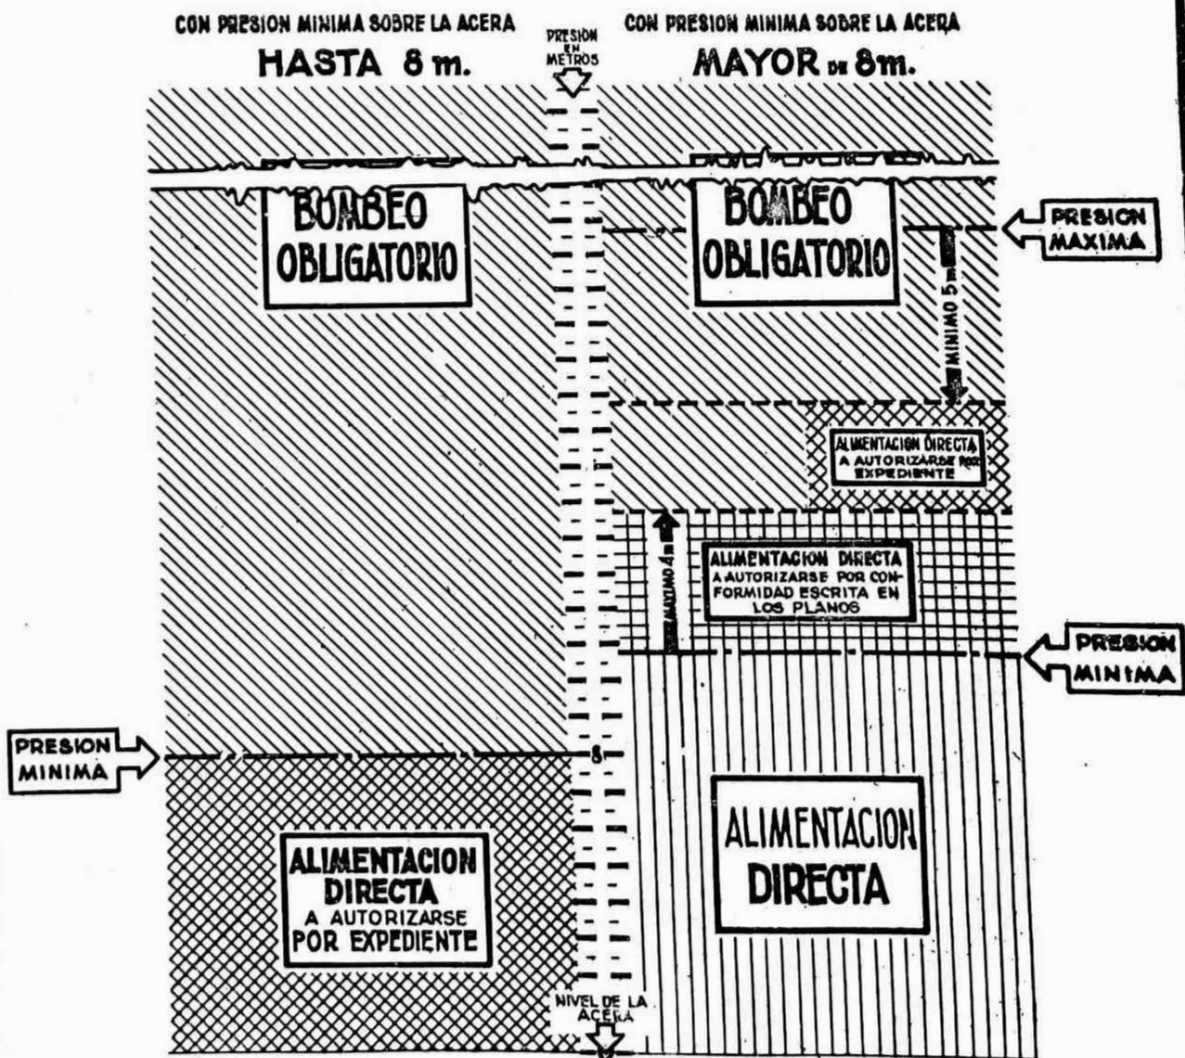 CON PRESION MINIMA SOBRE LA ACERA
HASTA 8 m.
PRESIÓN
EN
METROS
CON PRESION MINIMA SOBRE LA ACERA
MAYOR DE 8m.
BOMBEO
OBLIGATORIO
BOMBEO
OBLIGATORIO
PRESION
MAXIMA
MINIMO 5m
ALIMENTACION DIRECTA
A AUTORIZARSE POR
EXPEDIENTE
MAXIMO 4m
ALIMENTACION DIRECTA
A AUTORIZARSE POR CON-
FORMIDAD ESCRITA EN
LOS PLANOS
PRESION
MINIMA
PRESION
MINIMA
8
ALIMENTACION
DIRECTA
A AUTORIZARSE
POR EXPEDIENTE
ALIMENTACION
DIRECTA
NIVEL DE LA
ACERA